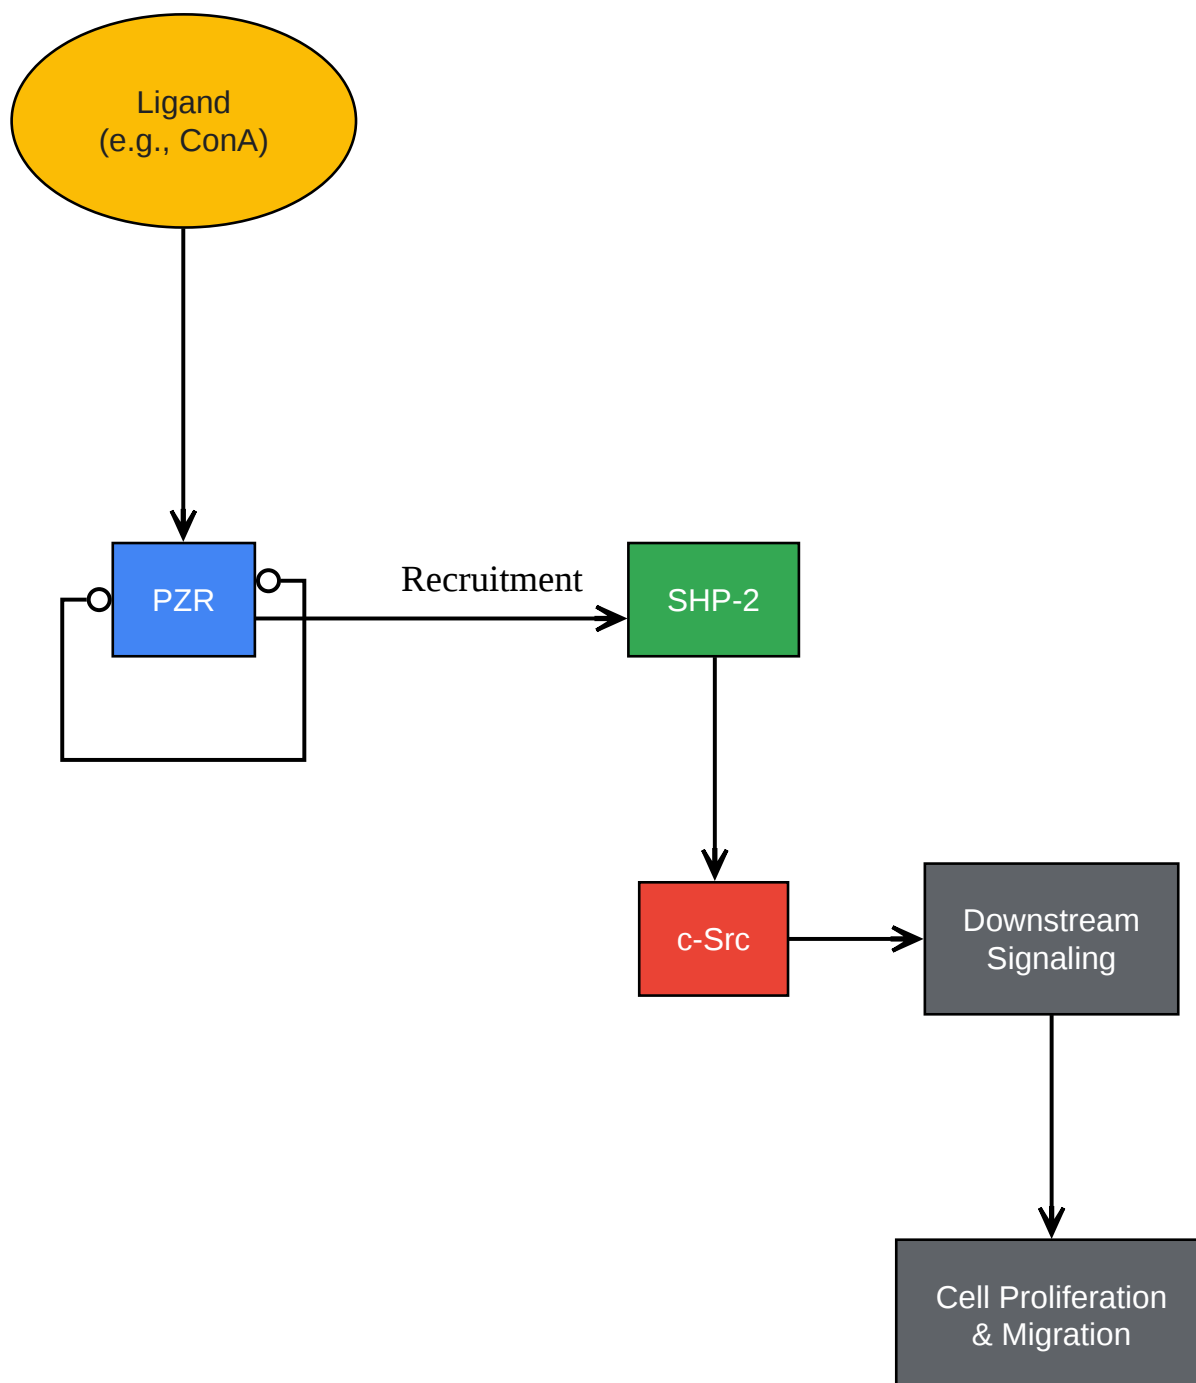 Ligand
(e.g., ConA)
Recruitment
PZR
SHP-2
c-Src
Downstream
Signaling
Cell Proliferation
& Migration